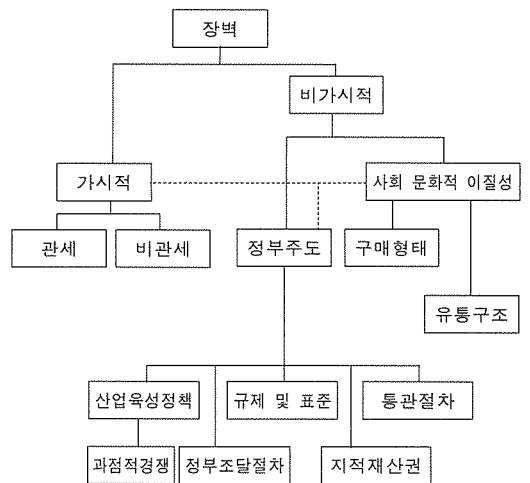 장벽
비가시적
가시적
사회 문화적 이질성
관세
비관세
정부주도
구매형태
유통구조
산업육성정책
규제 및 표준
통관절차
과점적경쟁
정부조달절차
지적재산권